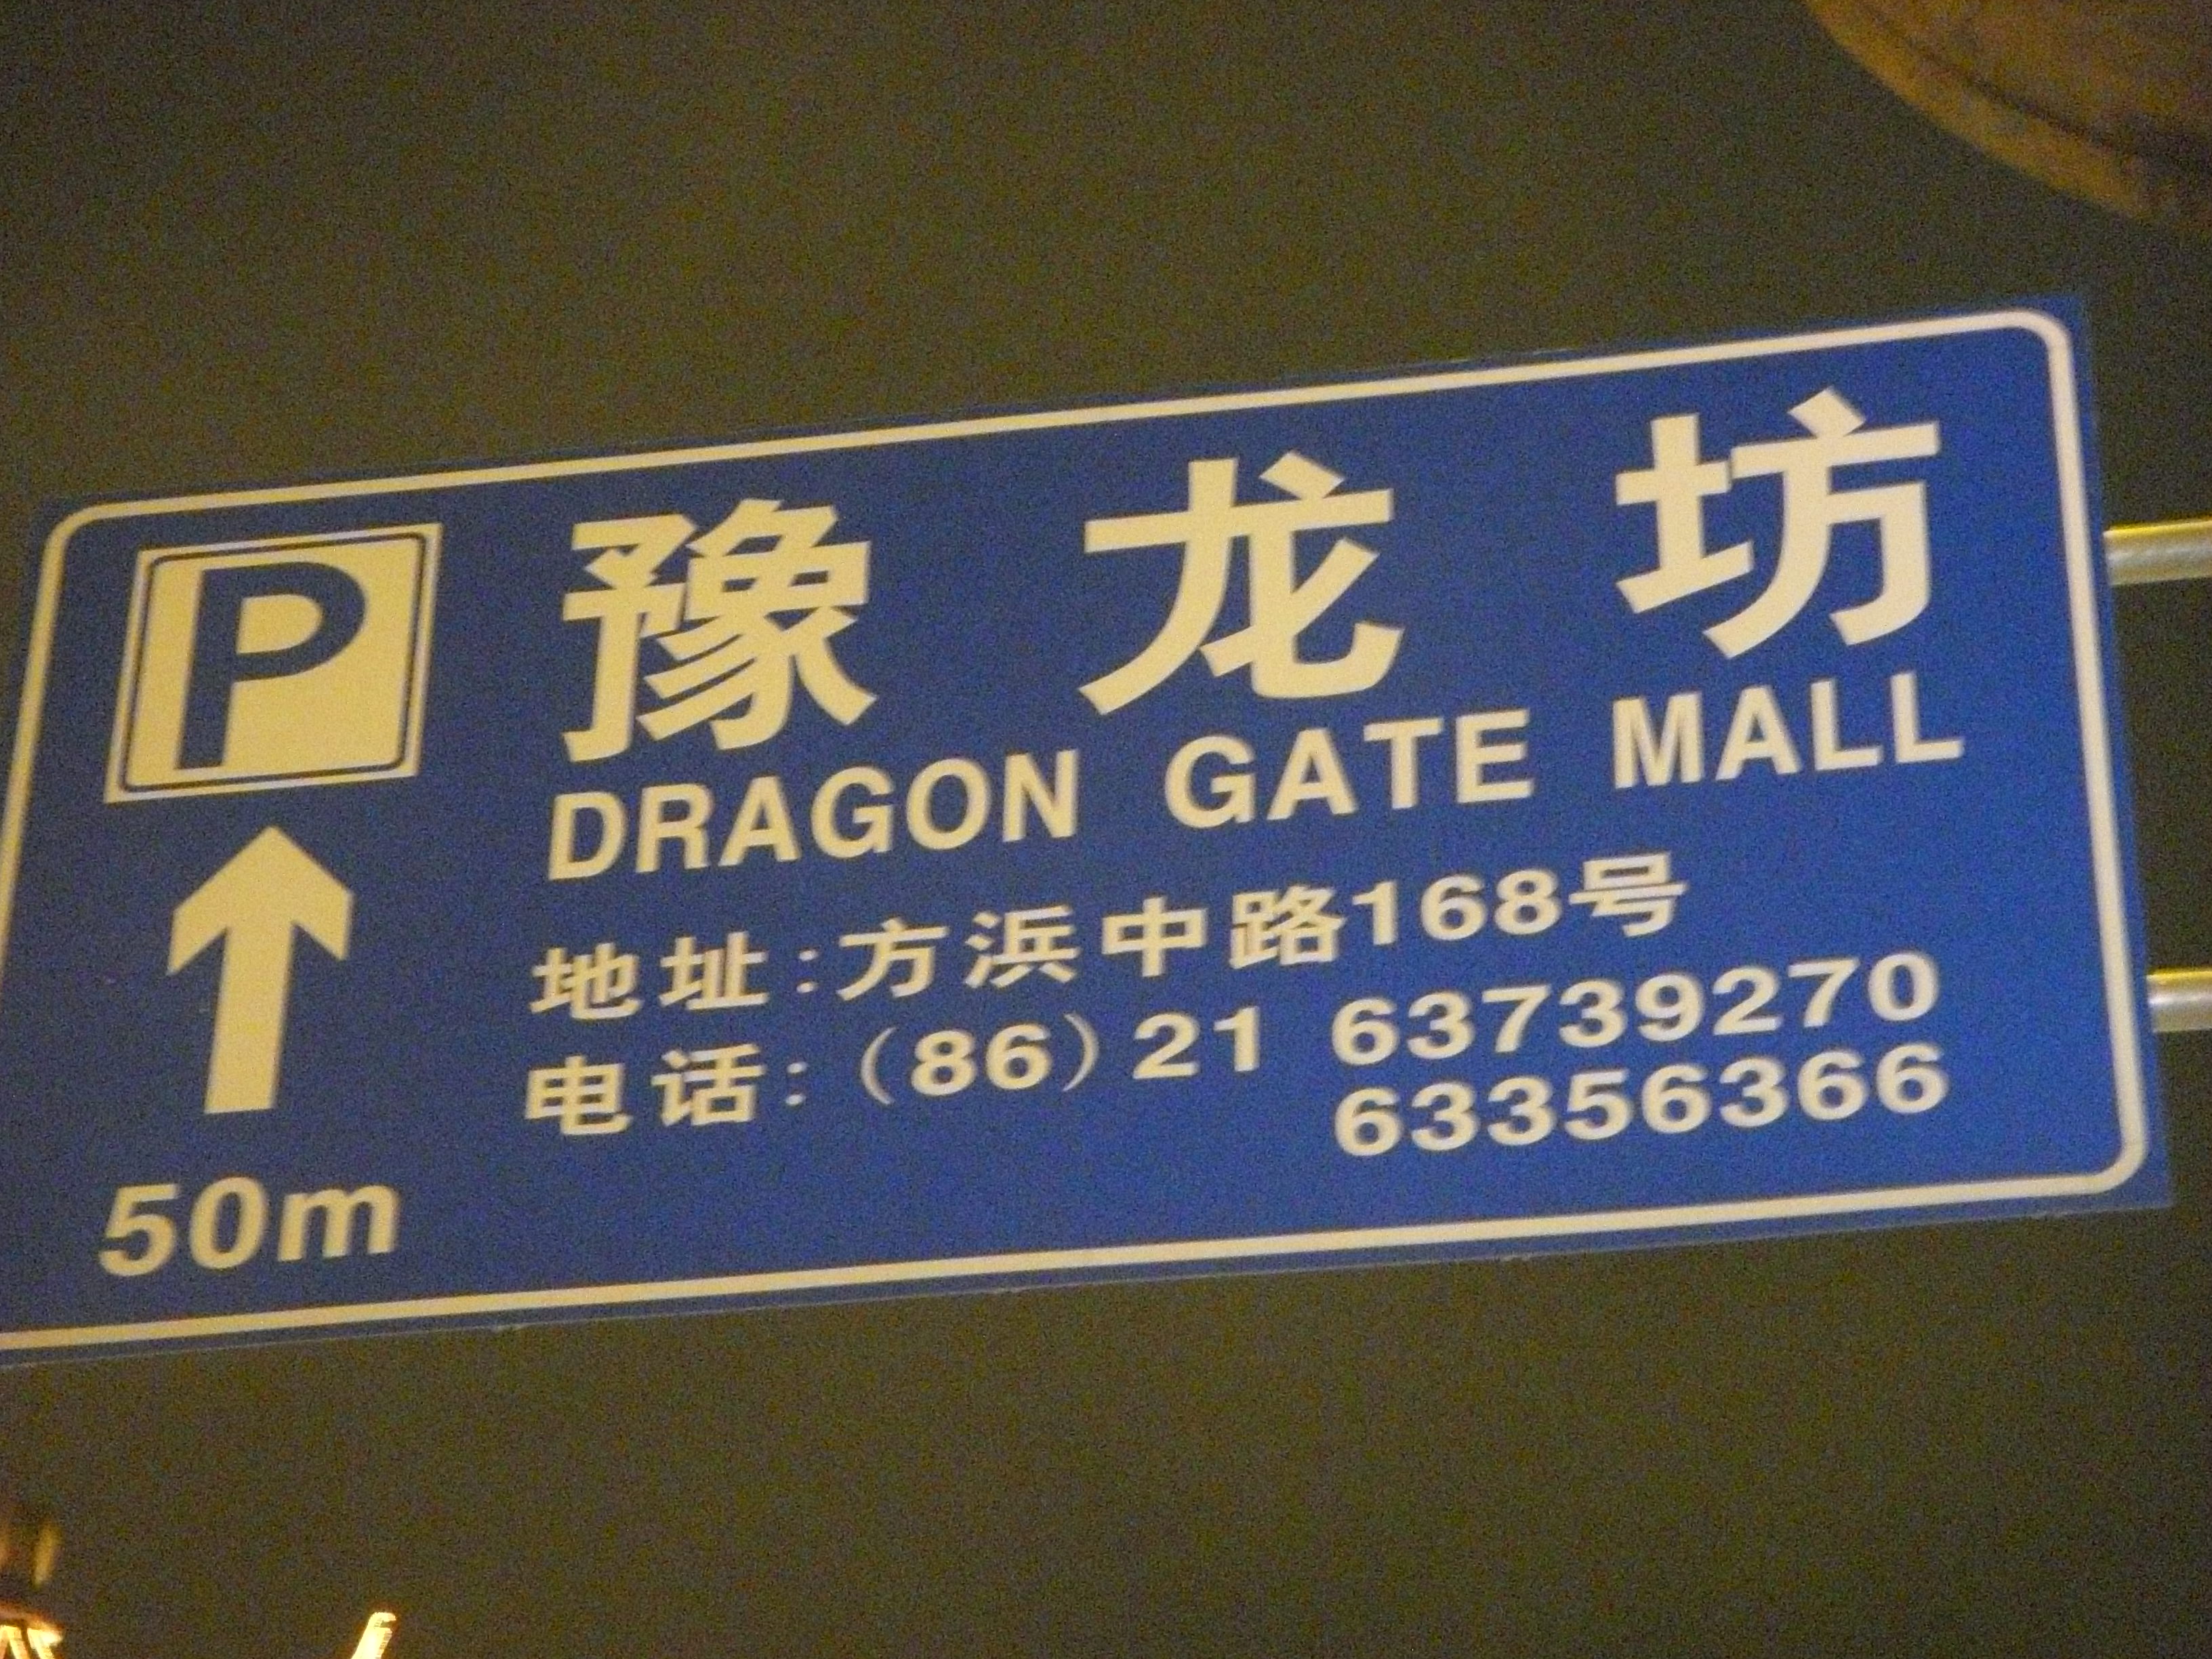 P
豫龙坊
DRAGON GATE MALL
地址:方浜中路168号
电话:(86)21 63739270
63356366
50m